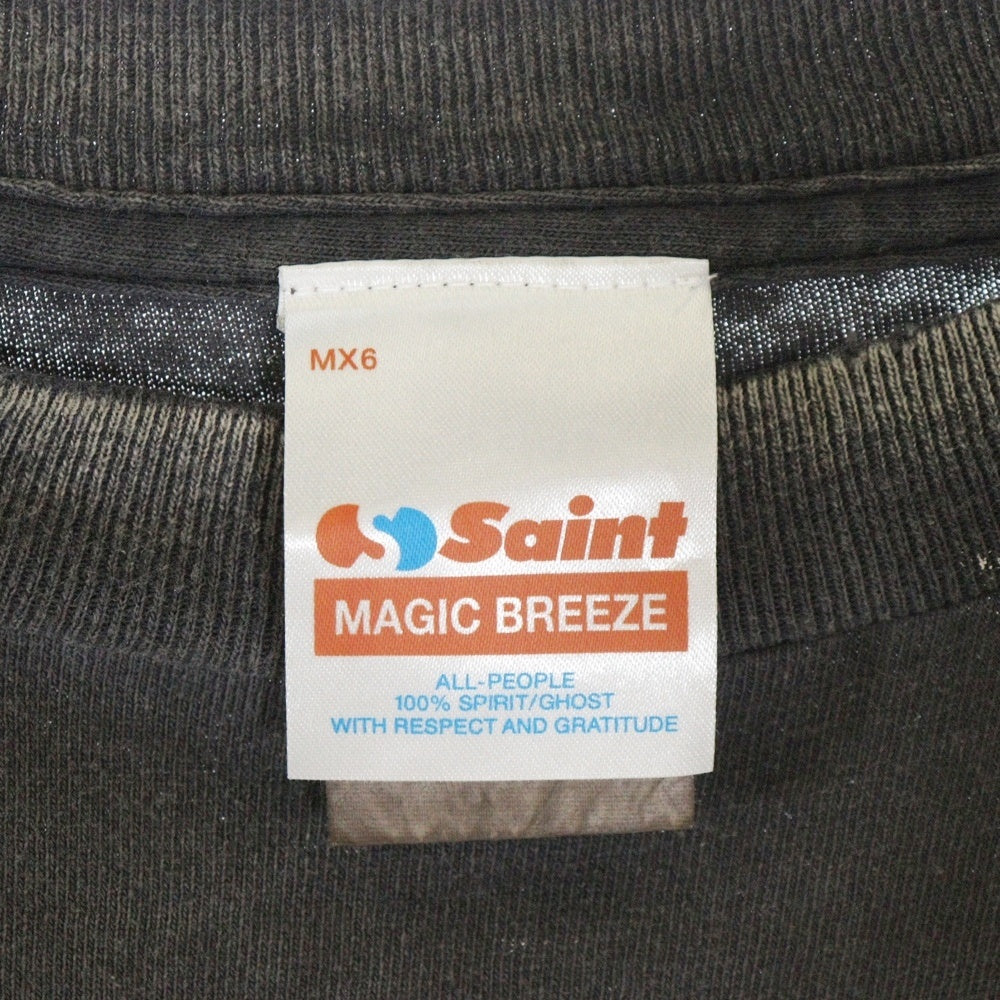 MX6
Saint
MAGIC BREEZE
ALL-PEOPLE
100% SPIRIT/GHOST
WITH RESPECT AND GRATITUDE